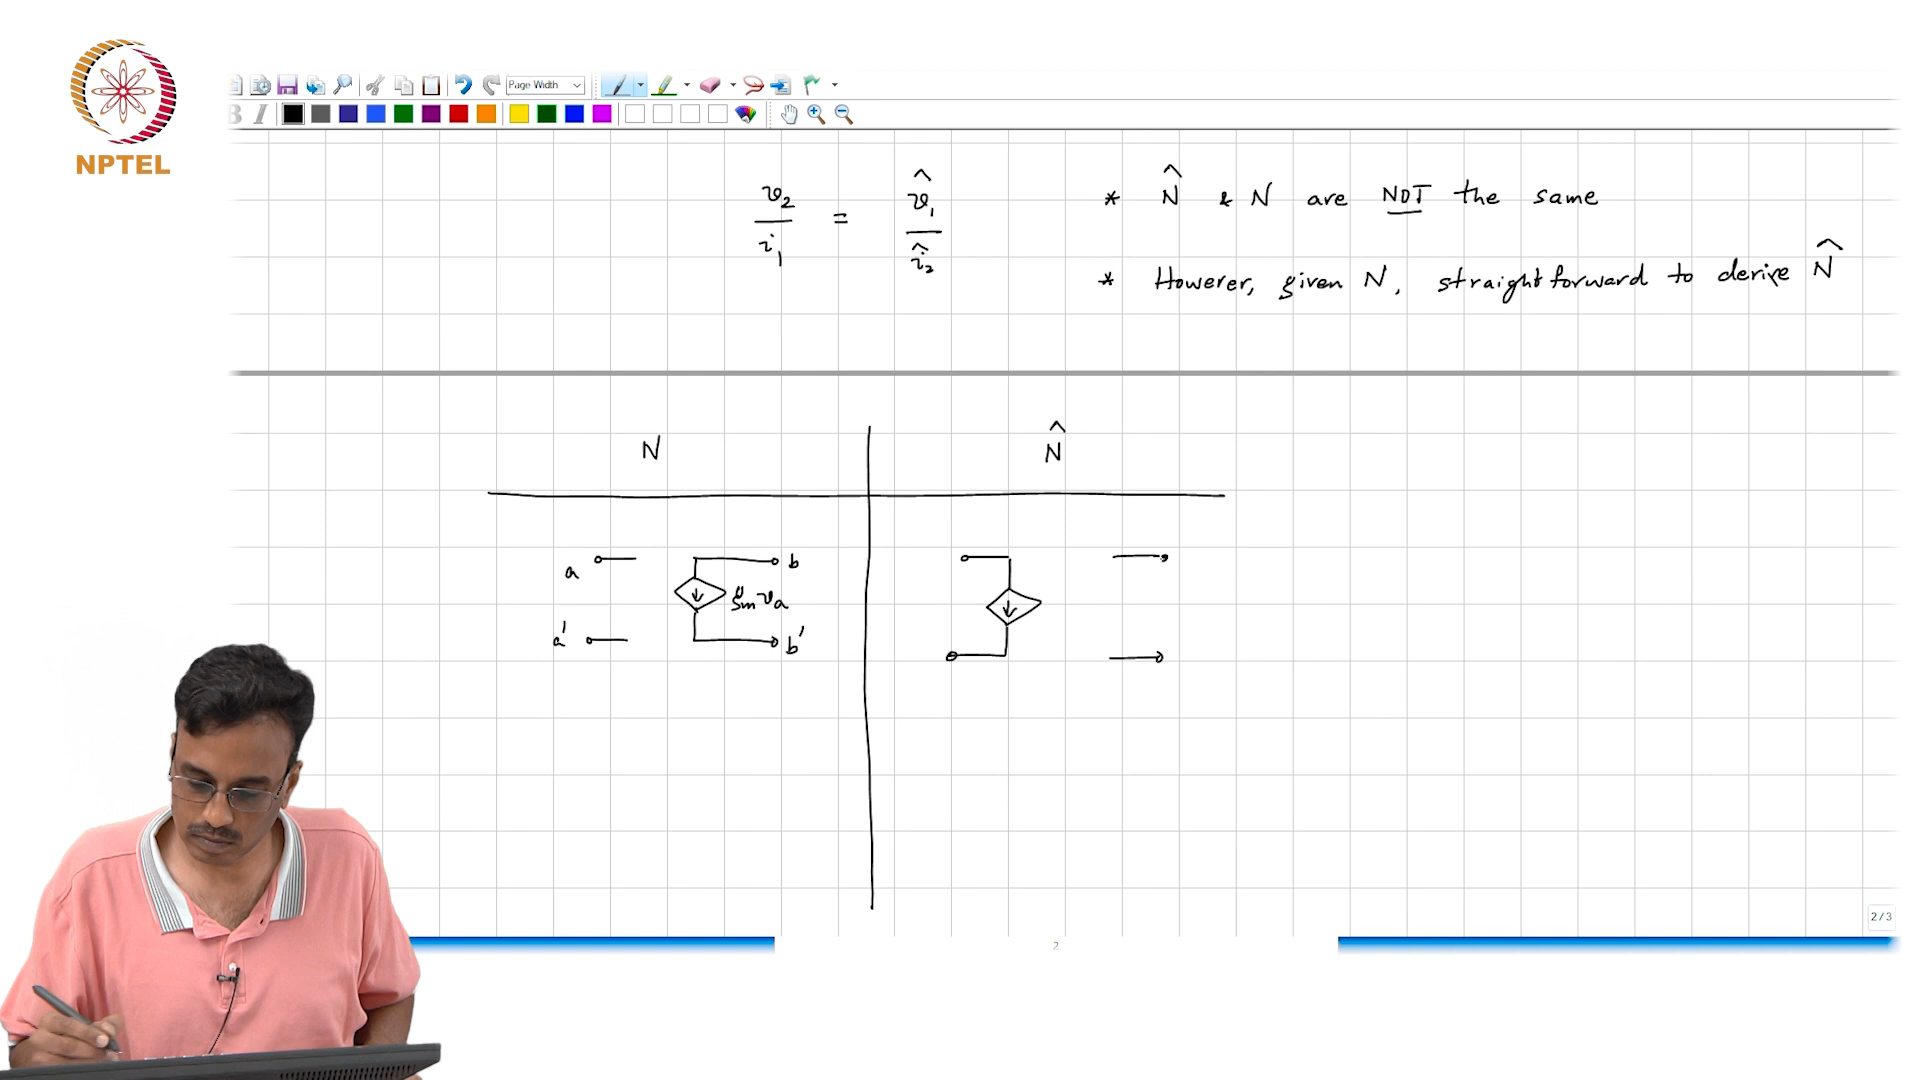 NPTEL
Page Width
B I
v₂ / i₁ = v̂₁ / î₂
* N̂ & N are NOT the same
* However, given N, straightforward to derive N̂
N N̂
a b
gm va
a' b'
2/3
2